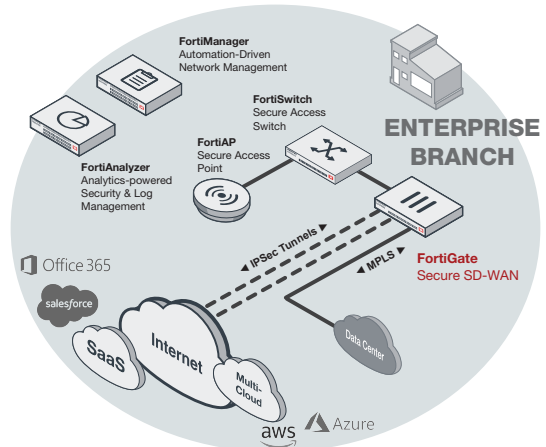 FortiManager
Automation-Driven
Network Management
FortiSwitch
Secure Access
Switch
ENTERPRISE
BRANCH
FortiAP
Secure Access
Point
FortiAnalyzer
Analytics-powered
Security & Log
Management
IPSec Tunnels
MPLS
FortiGate
Secure SD-WAN
Office 365
salesforce
SaaS
Internet
Multi-
Cloud
Data Center
aws
Azure